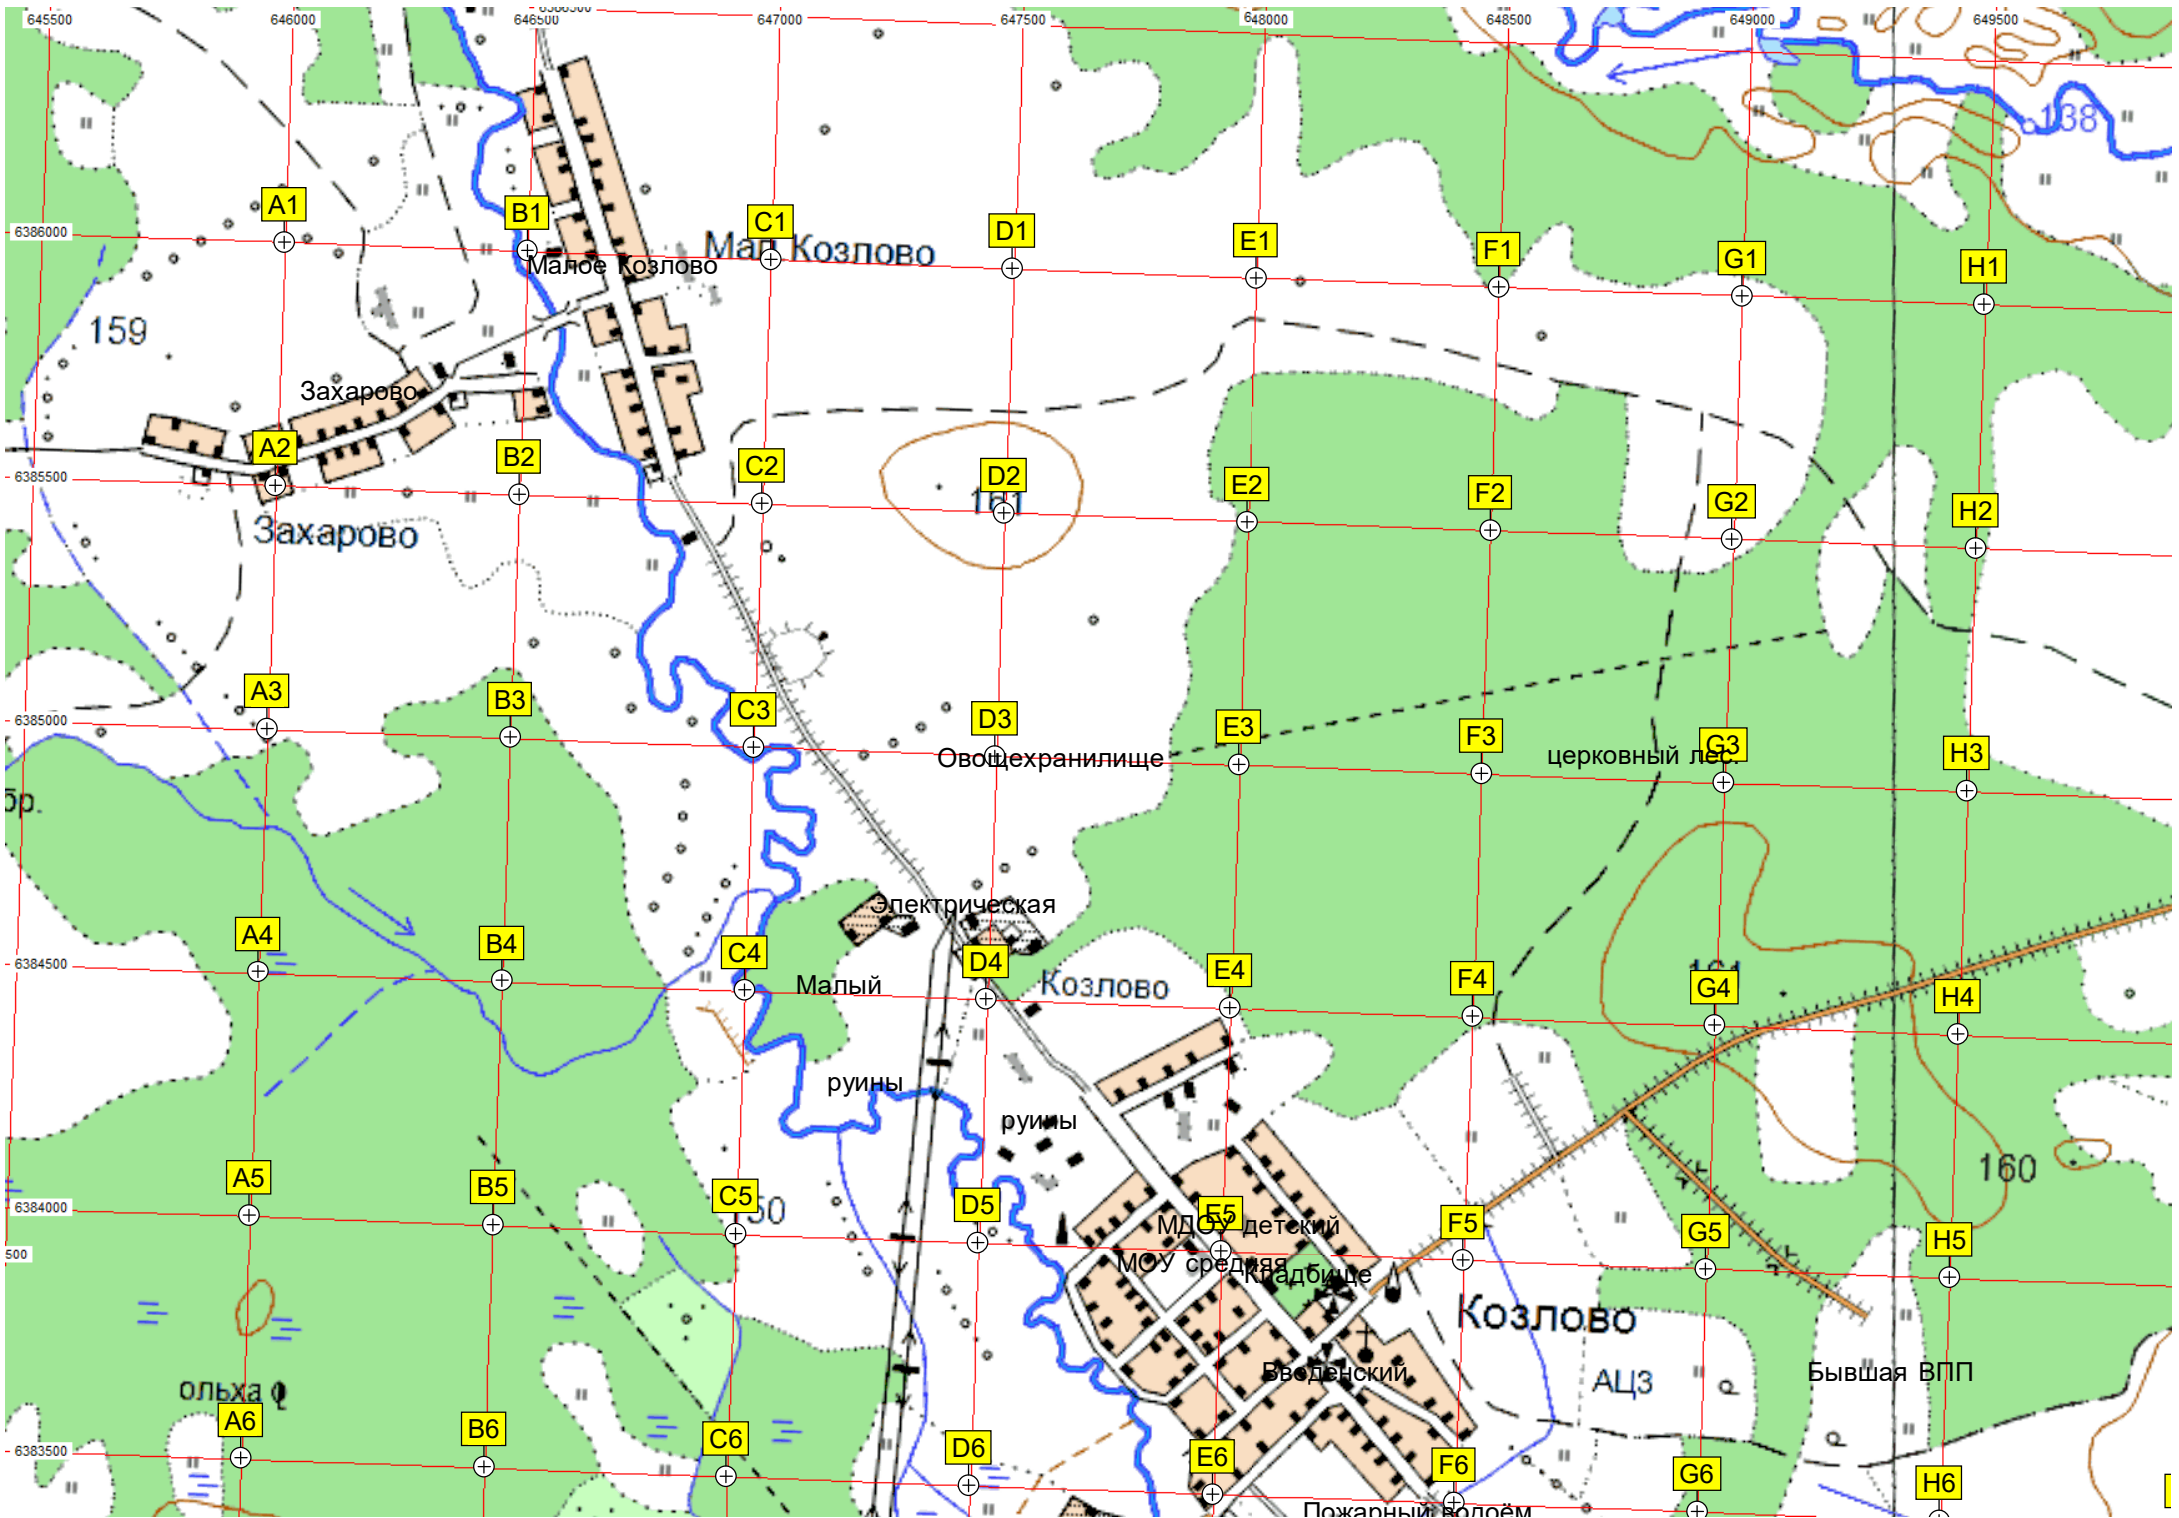 645500 646000 646500 647000 647500 648000 648500 649000 649500
138
A1 B1 C1 D1 E1 F1 G1 H1
6386000
Мал Козлово
Малое Козлово
159
Захарово
A2 B2 C2 D2 E2 F2 G2 H2
6385500
161
Захарово
A3 B3 C3 D3 E3 F3 G3 H3
6385000
Овощехранилище
церковный лес.
бр.
Электрическая
A4 B4 C4 D4 E4 F4 G4 H4
6384500
Малый
Козлово
руины
руины
160
A5 B5 C5 D5 E5 F5 G5 H5
6384000
50
МДОУ детский
500
МОУ средняя
Кладбище
Козлово
Введенский
АЦЗ
Бывшая ВПП
ольха
A6 B6 C6 D6 E6 F6 G6 H6
6383500
Пожарный водоём